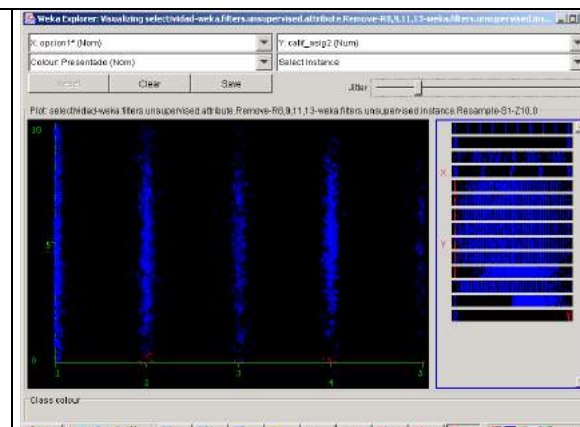 Weka Explorer: Visualizing selectividad-weka.filters.unsupervised.attribute.Remove-R8,9,11,13-weka.filters.unsupervised.ins...
X: opcion1* (Nom) Y: calif_asig2 (Num)
Colour: Presentado (Nom) Select Instance
Reset Clear Save Jitter
Plot: selectividad-weka.filters.unsupervised.attribute.Remove-R8,9,11,13-weka.filters.unsupervised.instance.Resample-S1-Z10,0
10
X
5
Y
0
1 2 3 4 5
Class colour